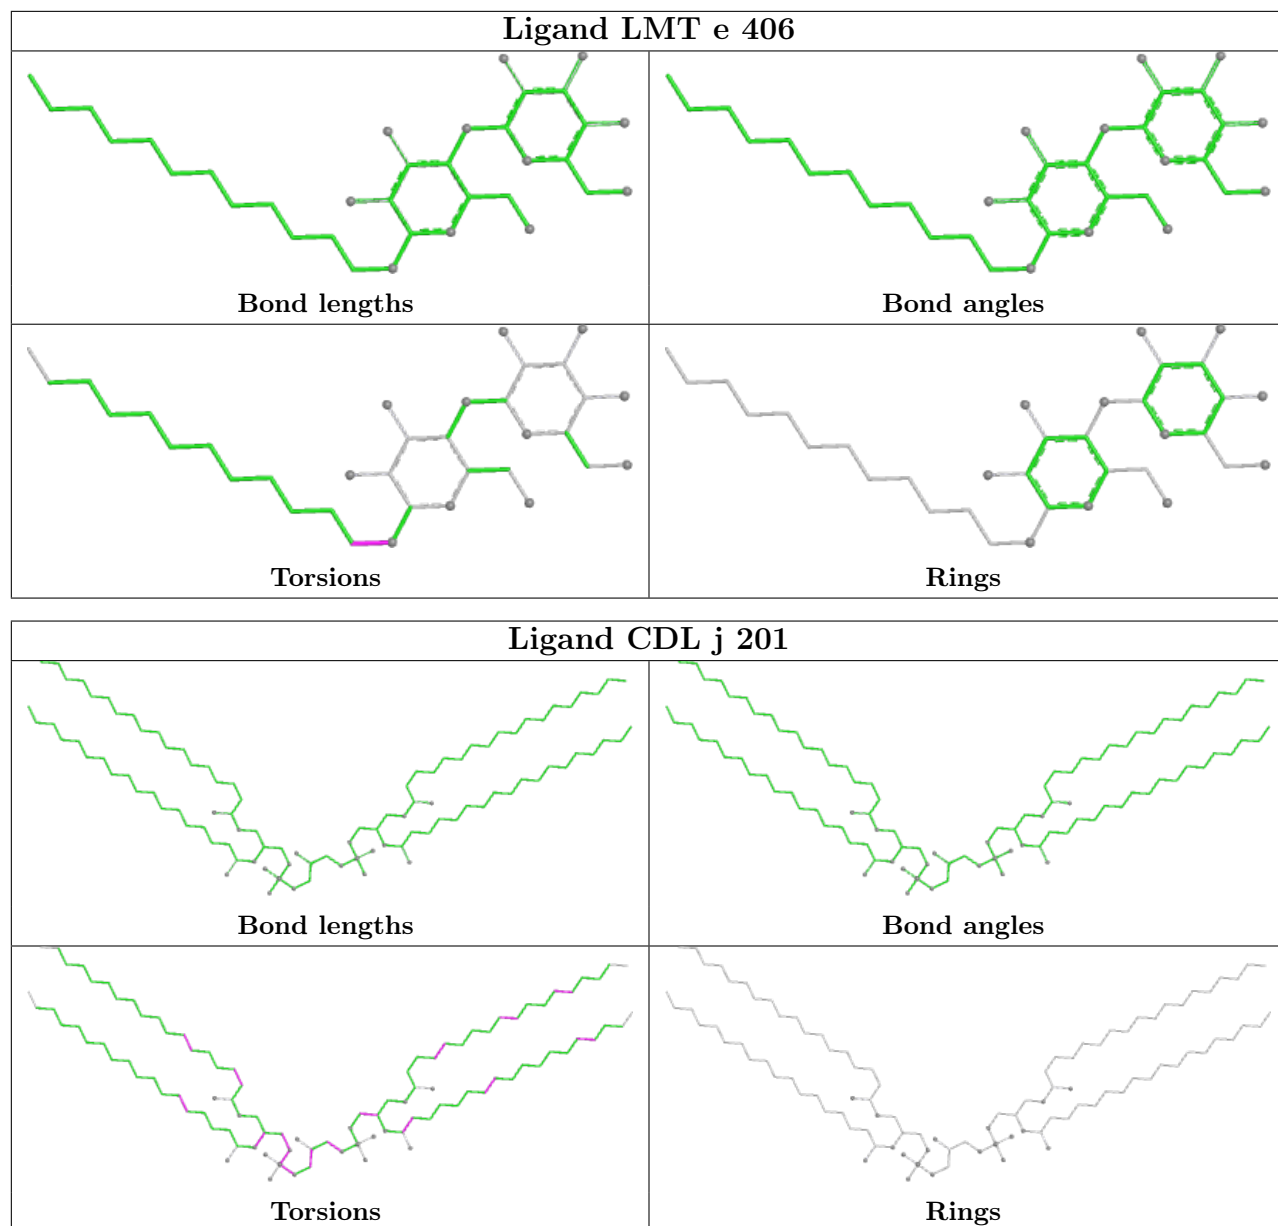 Ligand LMT e 406
Bond lengths
Bond angles
Torsions
Rings
Ligand CDL j 201
Bond lengths
Bond angles
Torsions
Rings